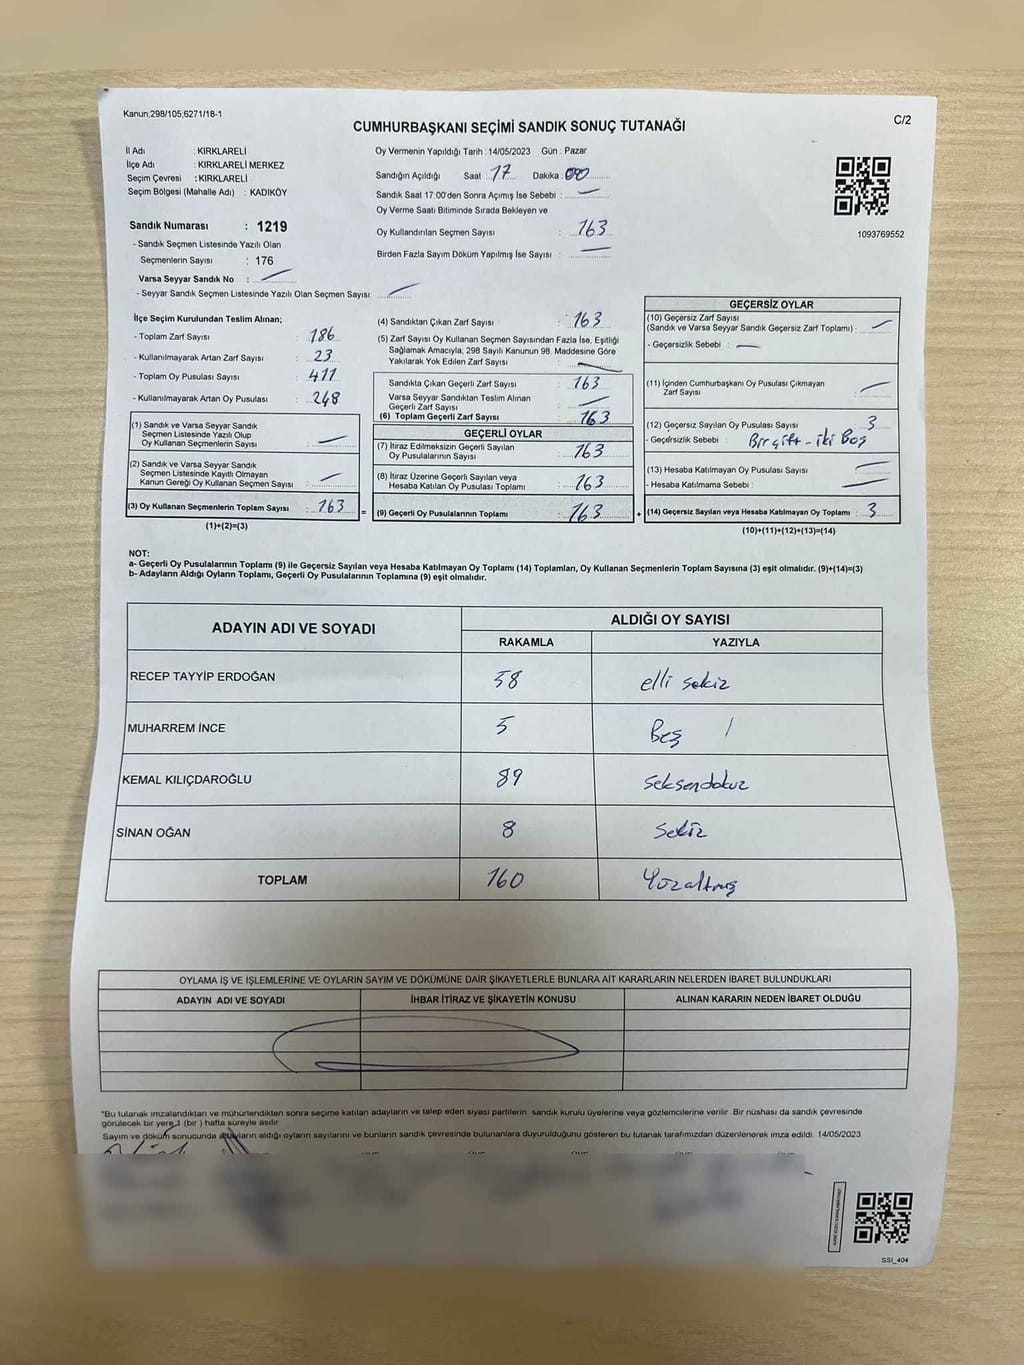 Kanun;298/105;6271/18-1
C/2
CUMHURBAŞKANI SEÇİMİ SANDIK SONUÇ TUTANAĞI
İl Adı : KIRKLARELİ
İlçe Adı : KIRKLARELİ MERKEZ
Seçim Çevresi : KIRKLARELİ
Seçim Bölgesi (Mahalle Adı) : KADIKÖY
Oy Vermenin Yapıldığı Tarih : 14/05/2023 Gün : Pazar
Sandığın Açıldığı Saat : 17 Dakika : 00
Sandık Saat 17:00'den Sonra Açımış İse Sebebi : —
Oy Verme Saati Bitiminde Sırada Bekleyen ve
Oy Kullandırılan Seçmen Sayısı : 163
Birden Fazla Sayım Döküm Yapılmış İse Sayısı : —
1093769552
Sandık Numarası : 1219
- Sandık Seçmen Listesinde Yazılı Olan
Seçmenlerin Sayısı : 176
Varsa Seyyar Sandık No : —
- Seyyar Sandık Seçmen Listesinde Yazılı Olan Seçmen Sayısı: —
İlçe Seçim Kurulundan Teslim Alınan;
- Toplam Zarf Sayısı : 186
- Kullanılmayarak Artan Zarf Sayısı : 23
- Toplam Oy Pusulası Sayısı : 411
- Kullanılmayarak Artan Oy Pusulası : 248
(1) Sandık ve Varsa Seyyar Sandık
Seçmen Listesinde Yazılı Olup
Oy Kullanan Seçmenlerin Sayısı : —
(2) Sandık ve Varsa Seyyar Sandık
Seçmen Listesinde Kayıtlı Olmayan
Kanun Gereği Oy Kullanan Seçmen Sayısı : —
(3) Oy Kullanan Seçmenlerin Toplam Sayısı : 163
(1)+(2)=(3)
(4) Sandıktan Çıkan Zarf Sayısı : 163
(5) Zarf Sayısı Oy Kullanan Seçmen Sayısından Fazla İse, Eşitliği
Sağlamak Amacıyla, 298 Sayılı Kanunun 98. Maddesine Göre
Yakılarak Yok Edilen Zarf Sayısı : —
Sandıkta Çıkan Geçerli Zarf Sayısı : 163
Varsa Seyyar Sandıktan Teslim Alınan
Geçerli Zarf Sayısı : —
(6) Toplam Geçerli Zarf Sayısı : 163
GEÇERLİ OYLAR
(7) İtiraz Edilmeksizin Geçerli Sayılan
Oy Pusulalarının Sayısı : 163
(8) İtiraz Üzerine Geçerli Sayılan veya
Hesaba Katılan Oy Pusulası Toplamı : 163
= (9) Geçerli Oy Pusulalarının Toplamı : 163
GEÇERSİZ OYLAR
(10) Geçersiz Zarf Sayısı
(Sandık ve Varsa Seyyar Sandık Geçersiz Zarf Toplamı) : —
- Geçersizlik Sebebi : —
(11) İçinden Cumhurbaşkanı Oy Pusulası Çıkmayan
Zarf Sayısı : —
(12) Geçersiz Sayılan Oy Pusulası Sayısı : 3
- Geçersizlik Sebebi : Bir çift - iki Boş
(13) Hesaba Katılmayan Oy Pusulası Sayısı : —
- Hesaba Katılmama Sebebi : —
+ (14) Geçersiz Sayılan veya Hesaba Katılmayan Oy Toplamı : 3
(10)+(11)+(12)+(13)=(14)
NOT:
a- Geçerli Oy Pusulalarının Toplamı (9) ile Geçersiz Sayılan veya Hesaba Katılmayan Oy Toplamı (14) Toplamları, Oy Kullanan Seçmenlerin Toplam Sayısına (3) eşit olmalıdır. (9)+(14)=(3)
b- Adayların Aldığı Oyların Toplamı, Geçerli Oy Pusulalarının Toplamına (9) eşit olmalıdır.
ADAYIN ADI VE SOYADI ALDIĞI OY SAYISI
RAKAMLA YAZIYLA
RECEP TAYYİP ERDOĞAN 58 elli sekiz
MUHARREM İNCE 5 Beş /
KEMAL KILIÇDAROĞLU 89 seksendokuz
SİNAN OĞAN 8 sekiz
TOPLAM 160 Yüzaltmış
OYLAMA İŞ VE İŞLEMLERİNE VE OYLARIN SAYIM VE DÖKÜMÜNE DAİR ŞİKAYETLERLE BUNLARA AİT KARARLARIN NELERDEN İBARET BULUNDUKLARI
ADAYIN ADI VE SOYADI İHBAR İTİRAZ VE ŞİKAYETİN KONUSU ALINAN KARARIN NEDEN İBARET OLDUĞU
*Bu tutanak imzalandıktan ve mühürlendikten sonra seçime katılan adayların ve talep eden siyasi partilerin sandık kurulu üyelerine veya gözlemcilerine verilir .Bir nüshası da sandık çevresinde
görülecek bir yere 1 (bir ) hafta süreyle asılır.
Sayım ve döküm sonucunda adayların aldığı oyların sayılarını ve bunların sandık çevresinde bulunanlara duyurulduğunu gösteren bu tutanak tarafımızdan düzenlenerek imza edildi. 14/05/2023
SSI_404